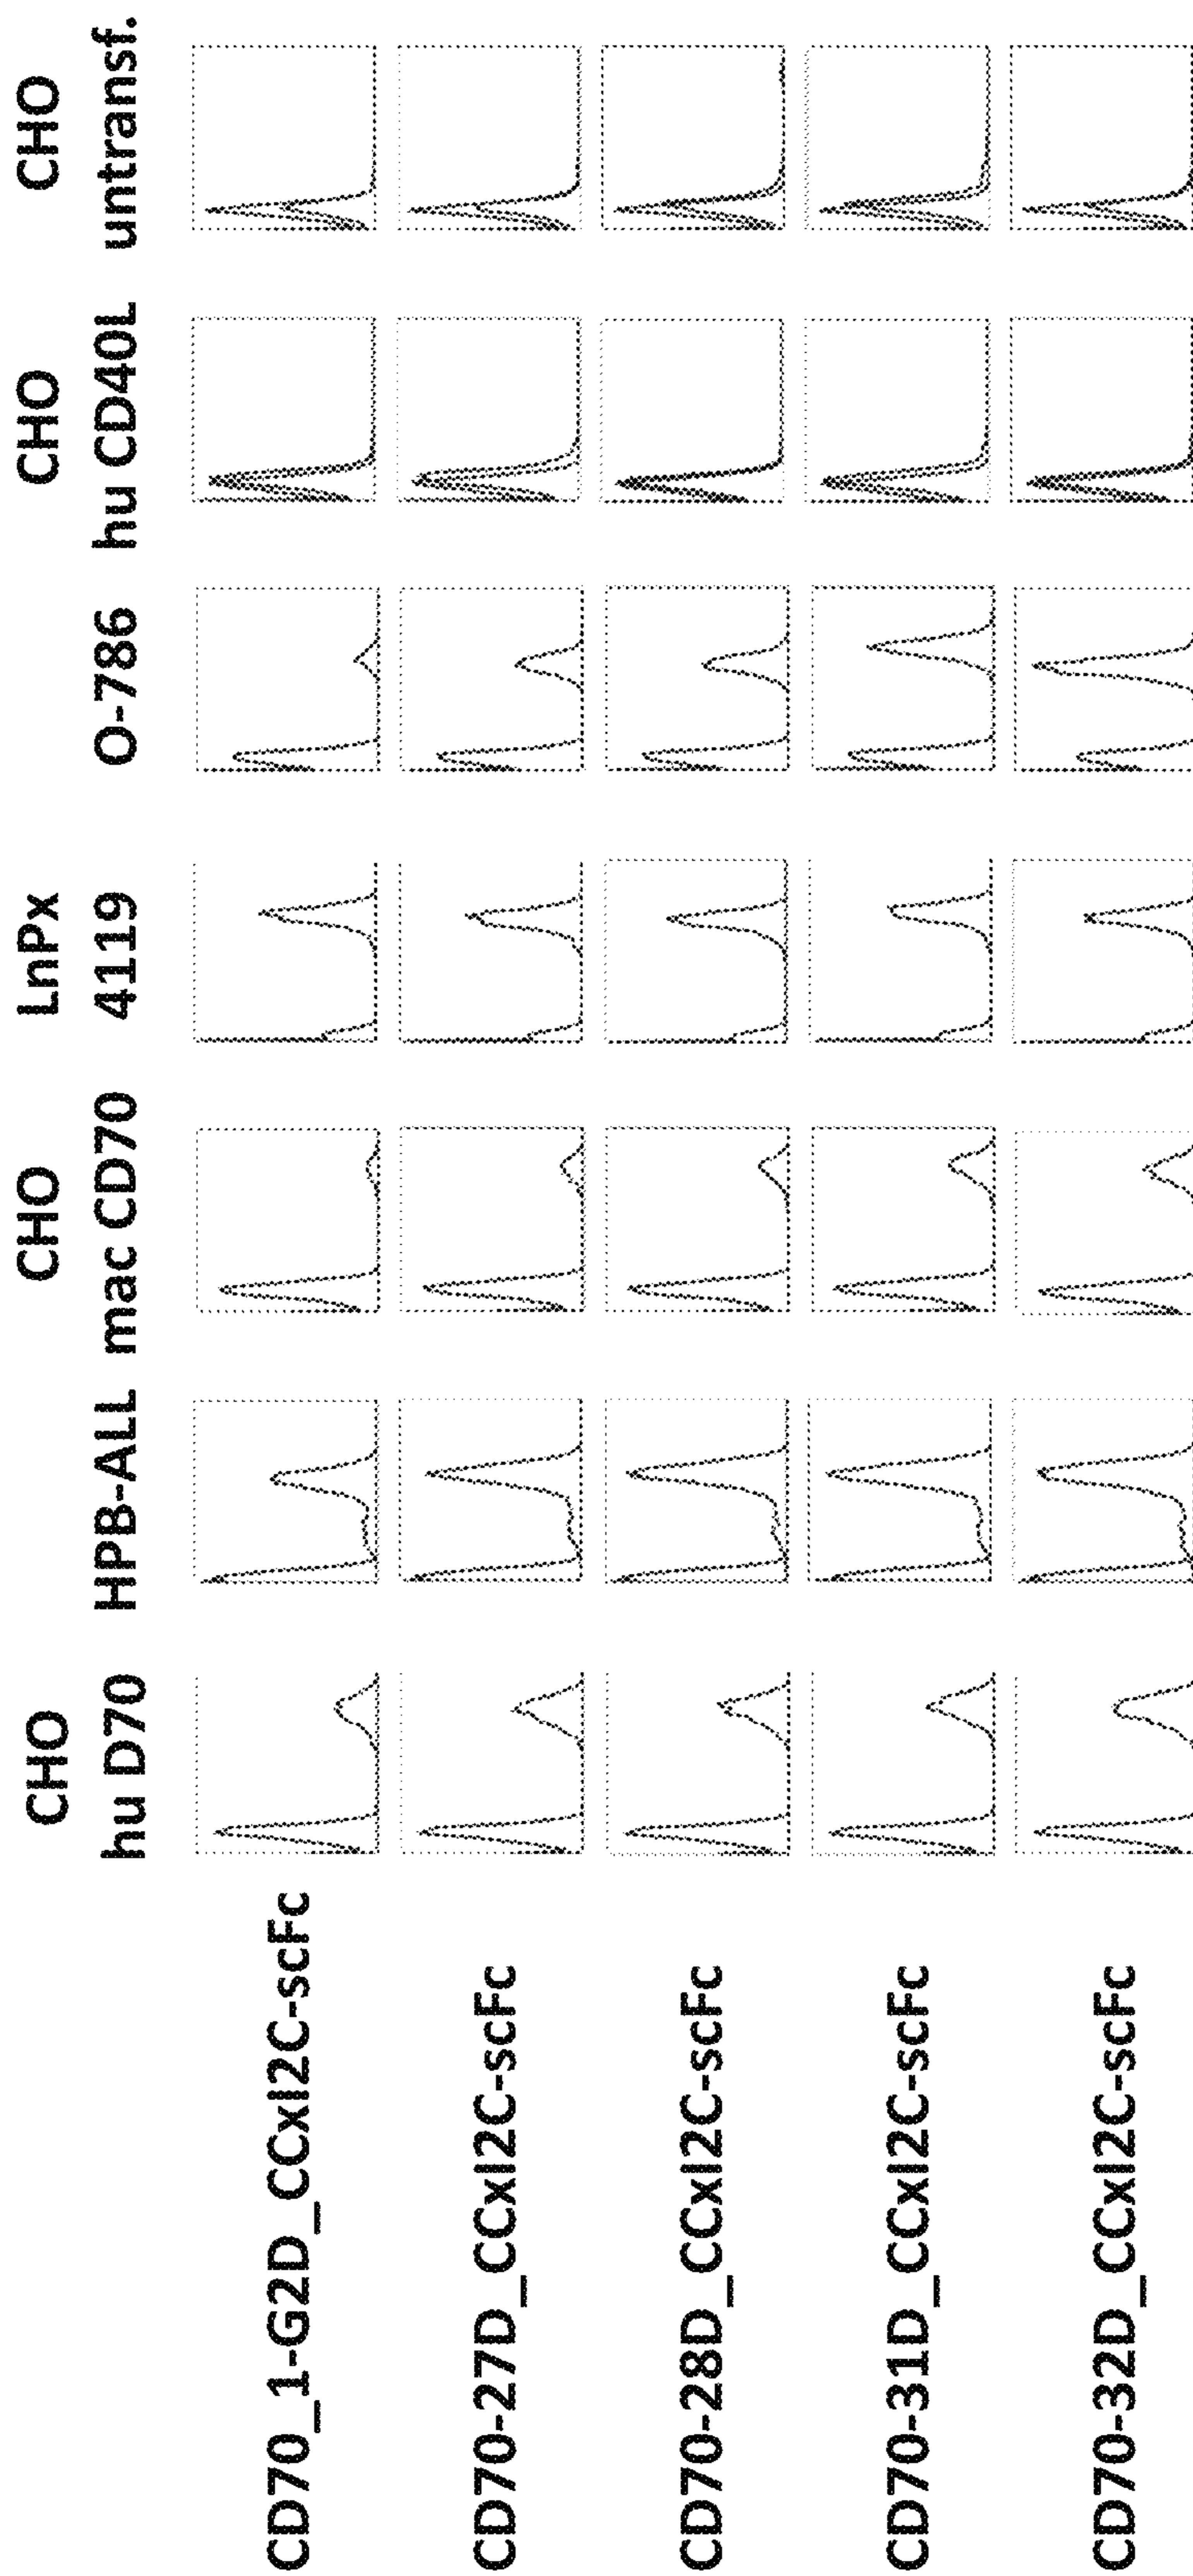 CHO
hu D70
HPB-ALL
CHO
mac CD70
LnPx
4119
O-786
CHO
hu CD40L
CHO
untransf.
CD70_1-G2D_CCxI2C-scFc
CD70-27D_CCxI2C-scFc
CD70-28D_CCxI2C-scFc
CD70-31D_CCxI2C-scFc
CD70-32D_CCxI2C-scFc